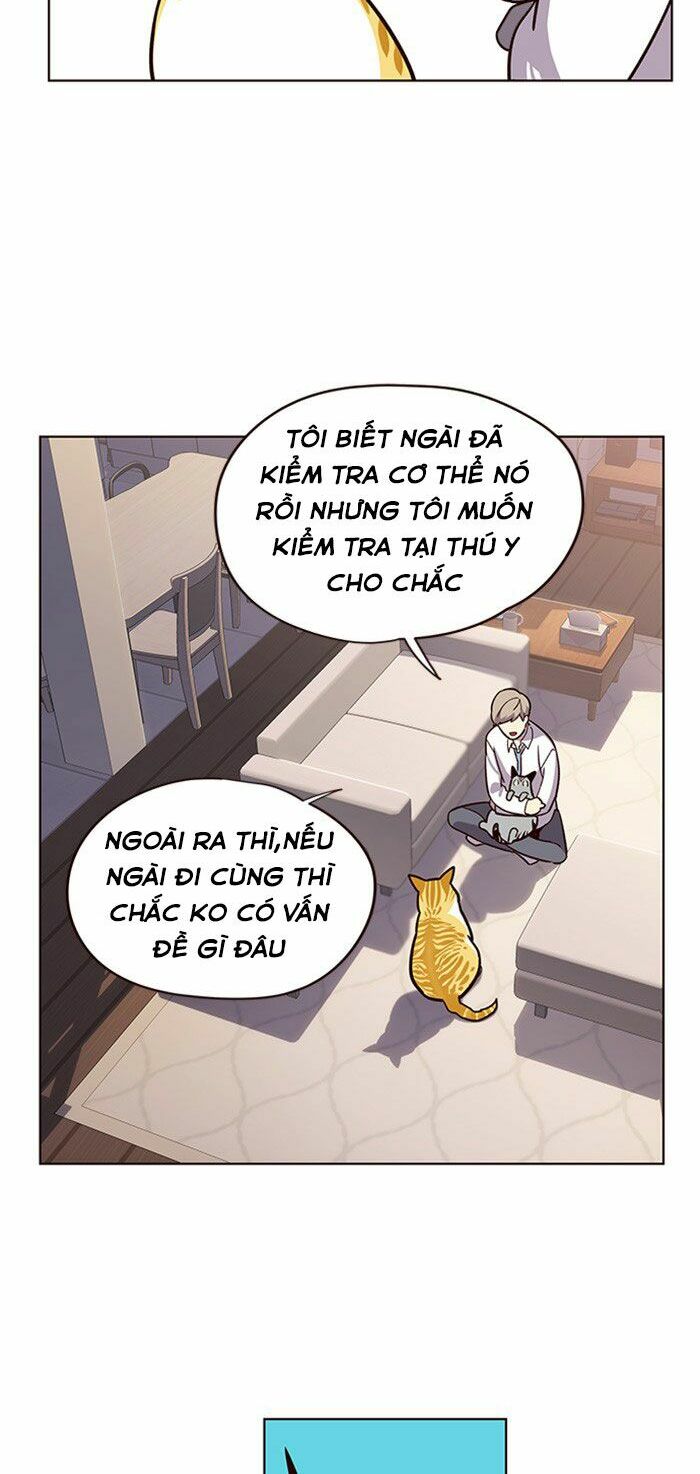 TÔI BIẾT NGÀI ĐÃ
KIỂM TRA CƠ THỂ NÓ
RỒI NHƯNG TÔI MUỐN
KIỂM TRA TẠI THÚ Y
CHO CHẮC
NGOÀI RA THÌ,NẾU
NGÀI ĐI CÙNG THÌ
CHẮC KO CÓ VẤN
ĐỀ GÌ ĐÂU